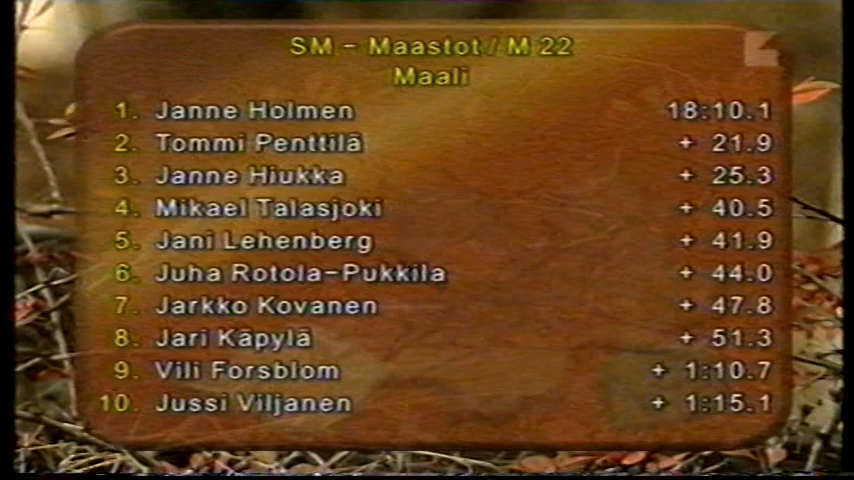 SM - Maastot / M 22
Maali
1. Janne Holmen 18:10.1
2. Tommi Penttilä + 21.9
3. Janne Hiukka + 25.3
4. Mikael Talasjoki + 40.5
5. Jani Lehenberg + 41.9
6. Juha Rotola-Pukkila + 44.0
7. Jarkko Kovanen + 47.8
8. Jari Käpylä + 51.3
9. Vili Forsblom + 1:10.7
10. Jussi Viljanen + 1:15.1